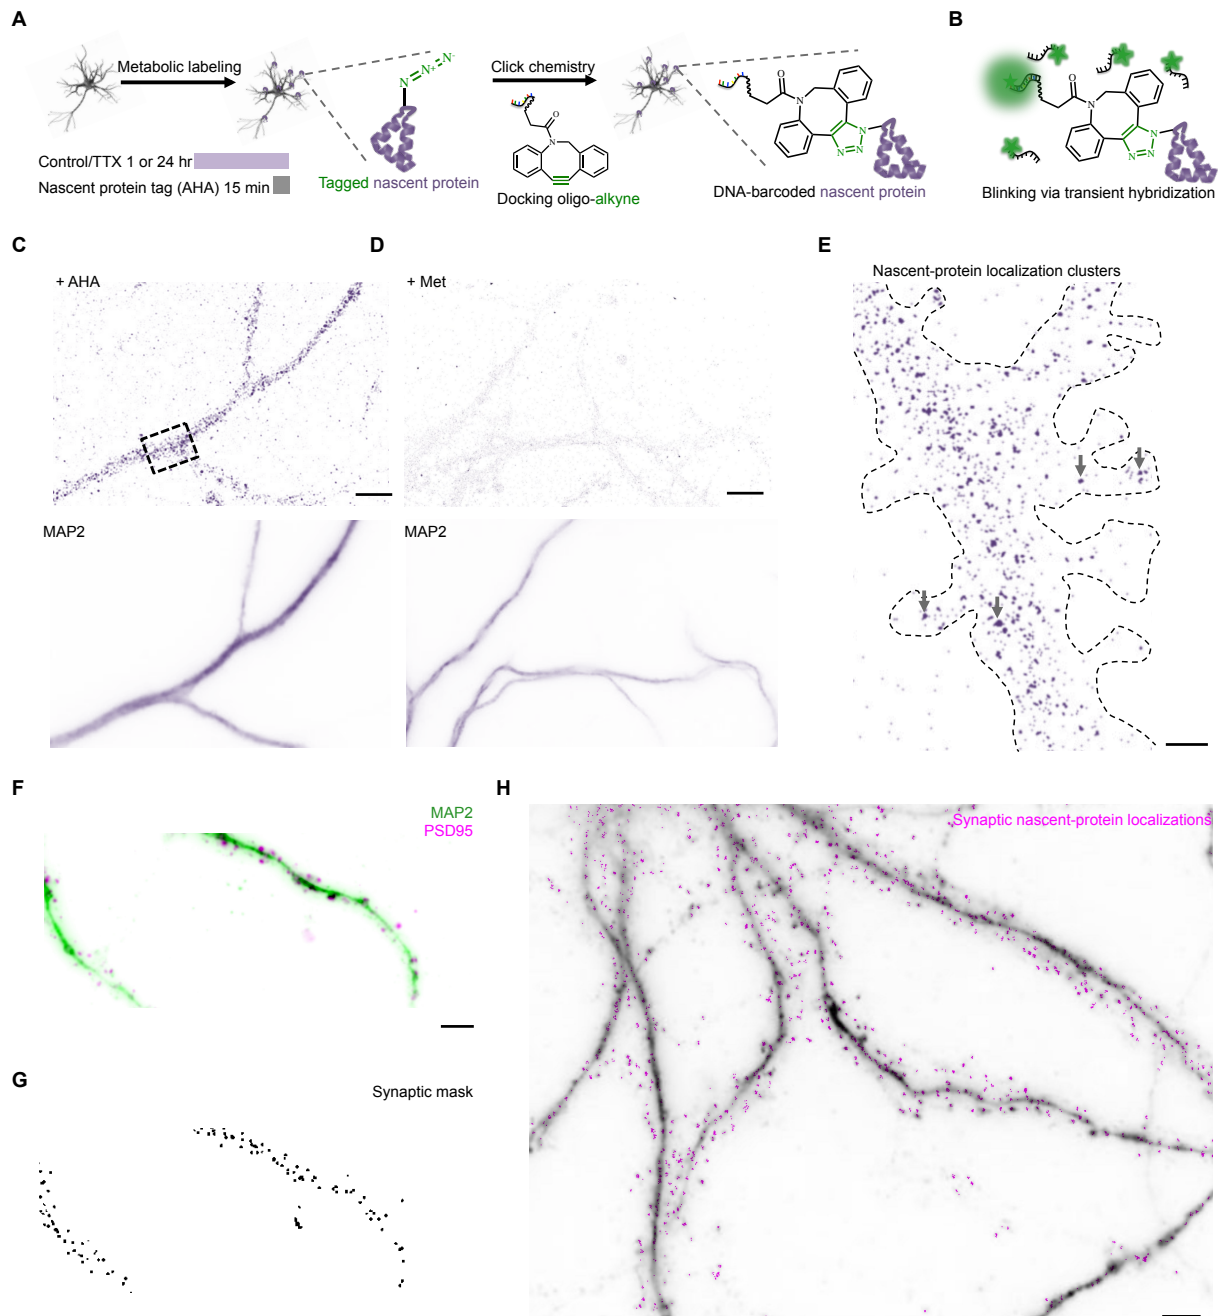 A
Metabolic labeling
Control/TTX 1 or 24 hr
Nascent protein tag (AHA) 15 min
N
N+
N-
Tagged nascent protein
Click chemistry
O
N
Docking oligo-alkyne
O
N
N
N
N
DNA-barcoded nascent protein
B
O
N
N
N
N
Blinking via transient hybridization
C
+ AHA
MAP2
D
+ Met
MAP2
E
Nascent-protein localization clusters
F
MAP2
PSD95
G
Synaptic mask
H
Synaptic nascent-protein localizations